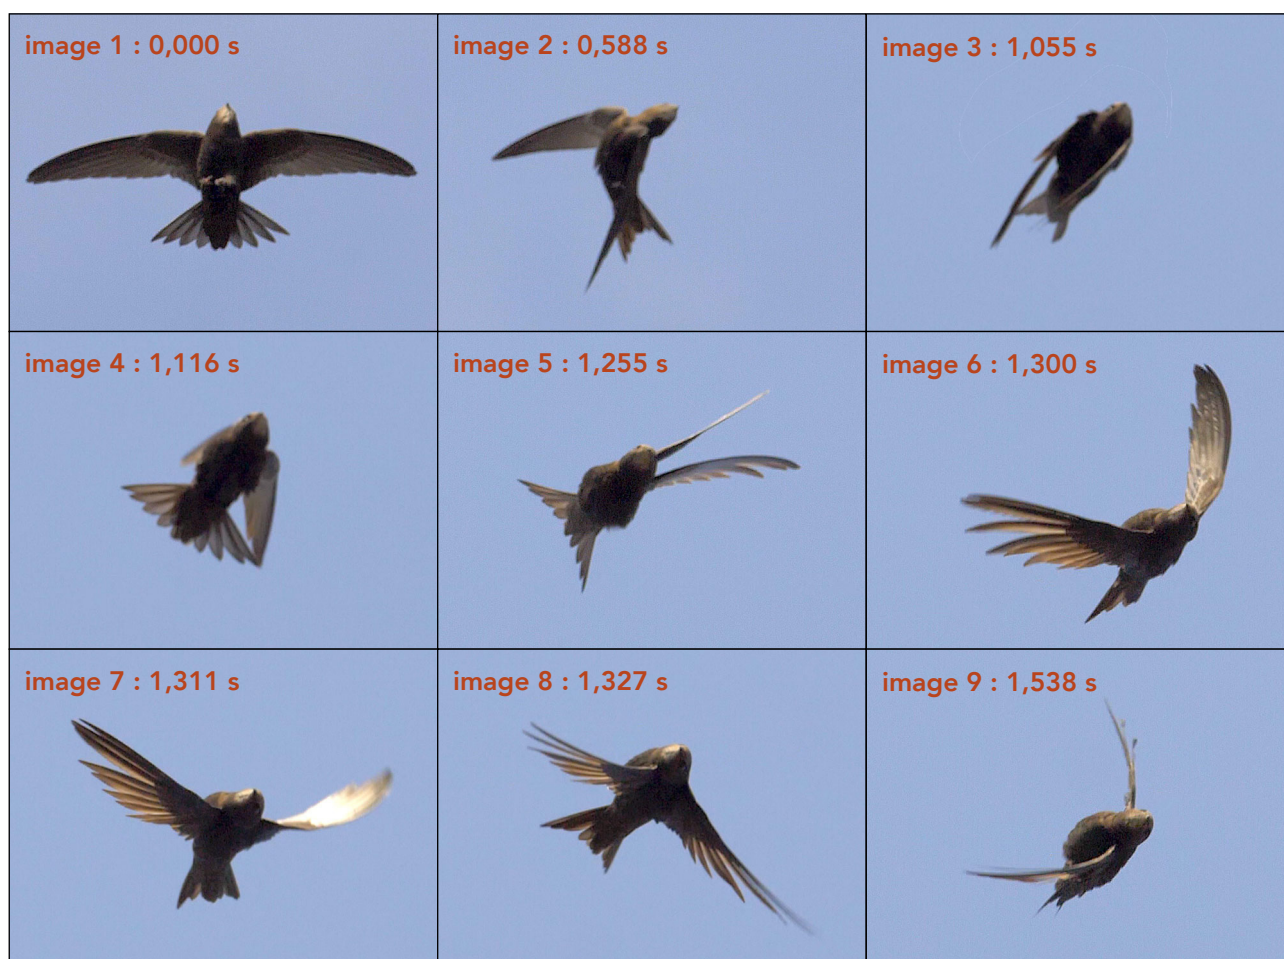 image 1 : 0,000 s
image 2 : 0,588 s
image 3 : 1,055 s
image 4 : 1,116 s
image 5 : 1,255 s
image 6 : 1,300 s
image 7 : 1,311 s
image 8 : 1,327 s
image 9 : 1,538 s